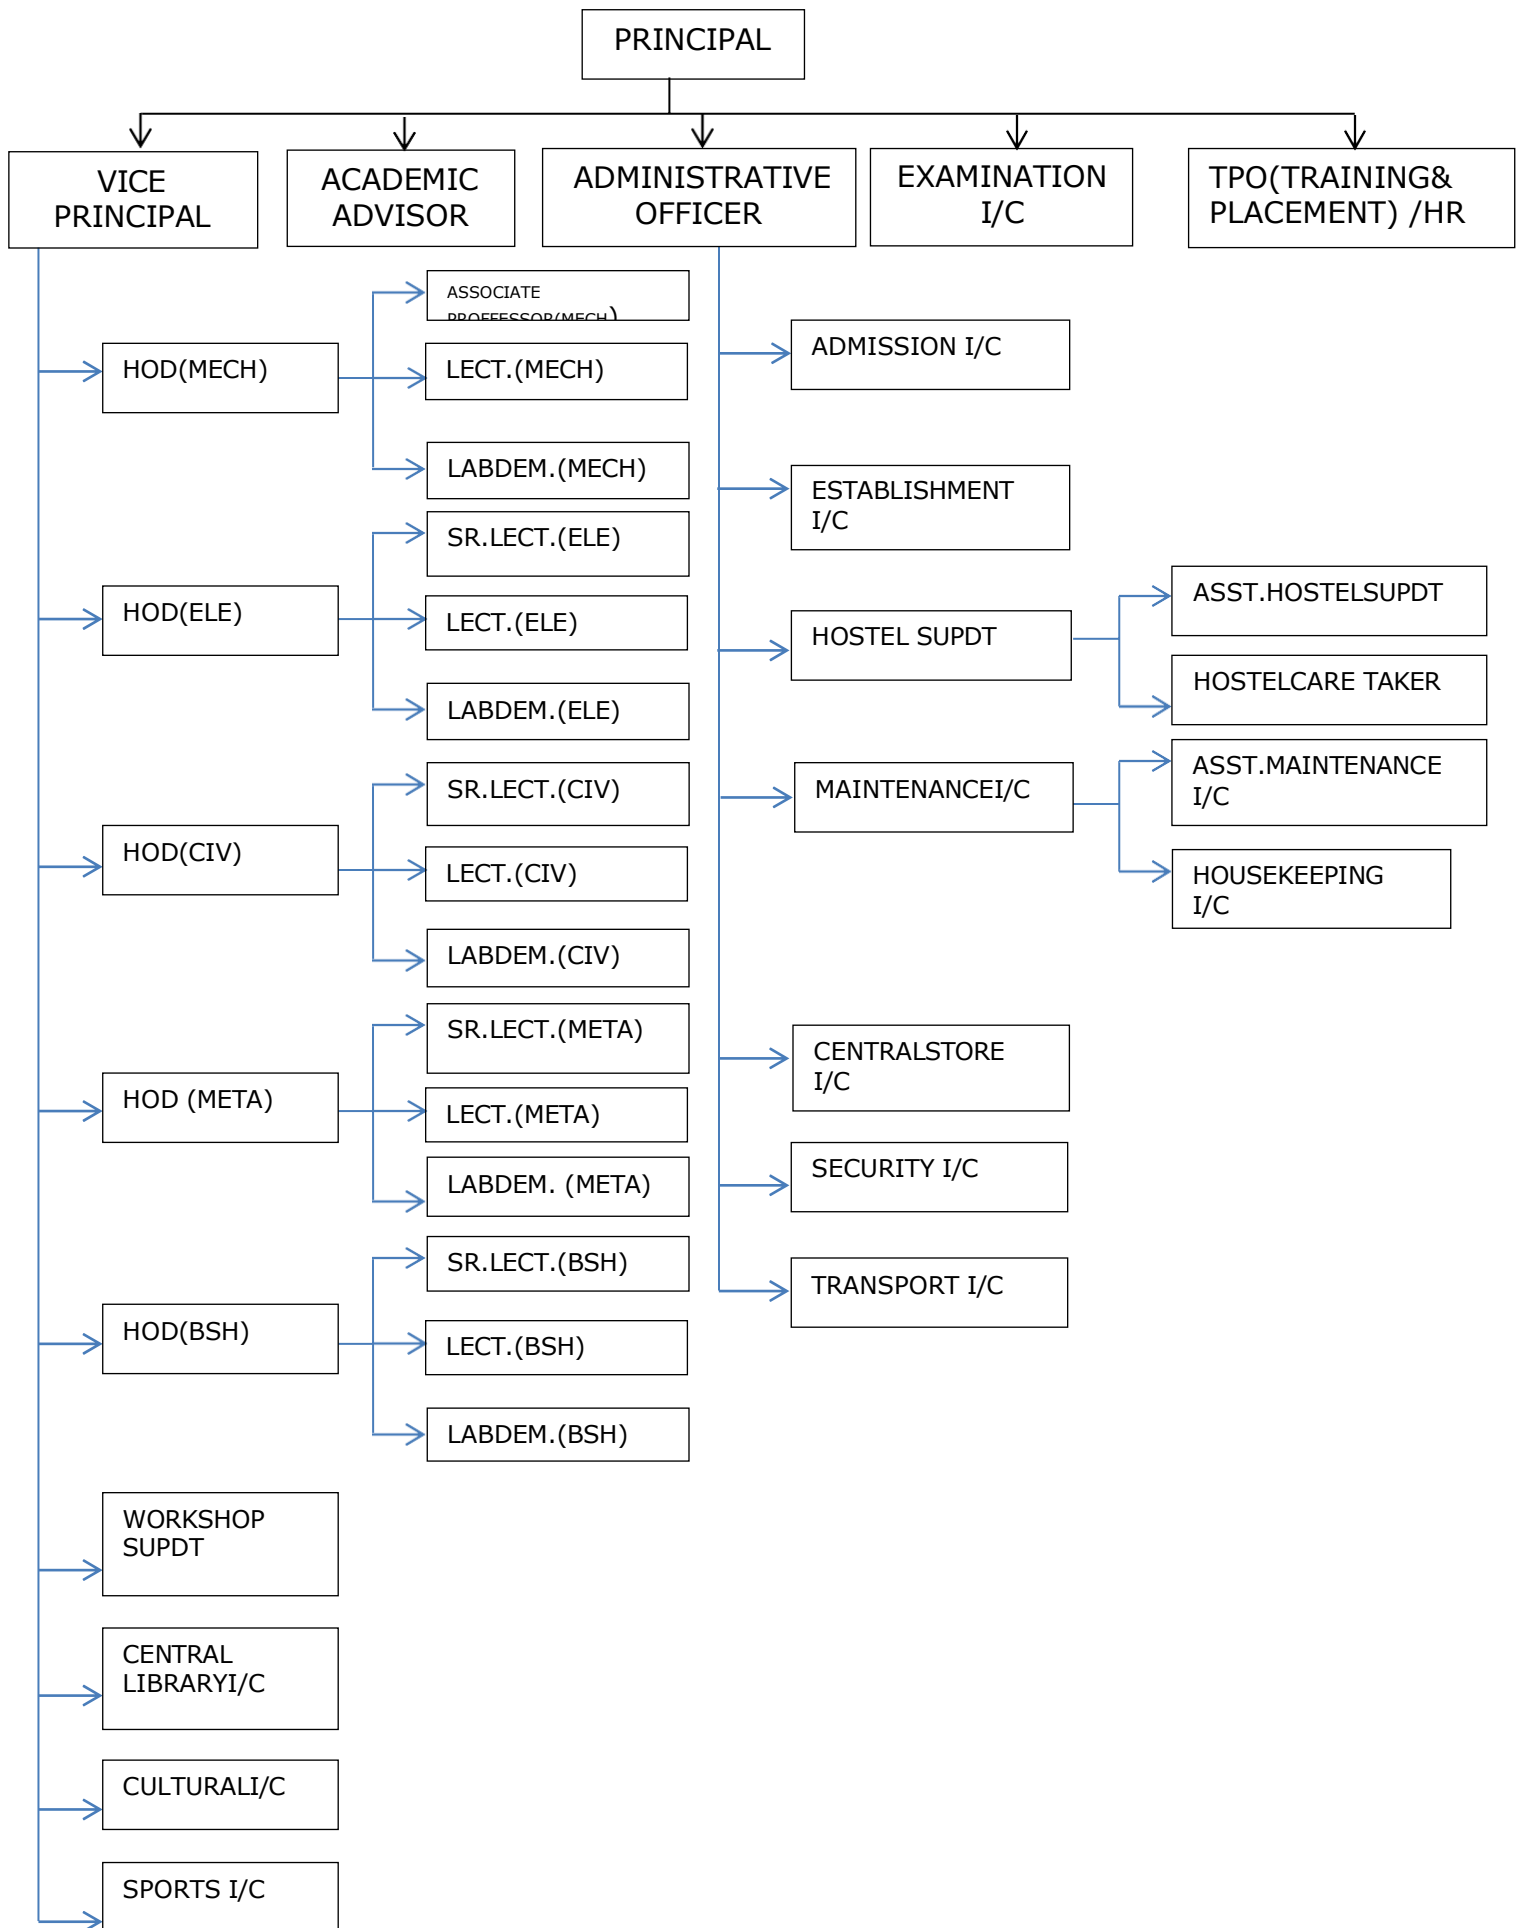 PRINCIPAL
VICE
PRINCIPAL
ACADEMIC
ADVISOR
ADMINISTRATIVE
OFFICER
EXAMINATION
I/C
TPO(TRAINING&
PLACEMENT) /HR
HOD(MECH)
ASSOCIATE
PROFFESSOR(MECH)
LECT.(MECH)
LABDEM.(MECH)
HOD(ELE)
SR.LECT.(ELE)
LECT.(ELE)
LABDEM.(ELE)
HOD(CIV)
SR.LECT.(CIV)
LECT.(CIV)
LABDEM.(CIV)
HOD (META)
SR.LECT.(META)
LECT.(META)
LABDEM. (META)
HOD(BSH)
SR.LECT.(BSH)
LECT.(BSH)
LABDEM.(BSH)
WORKSHOP
SUPDT
CENTRAL
LIBRARYI/C
CULTURALI/C
SPORTS I/C
ADMISSION I/C
ESTABLISHMENT
I/C
HOSTEL SUPDT
ASST.HOSTELSUPDT
HOSTELCARE TAKER
MAINTENANCEI/C
ASST.MAINTENANCE
I/C
HOUSEKEEPING
I/C
CENTRALSTORE
I/C
SECURITY I/C
TRANSPORT I/C